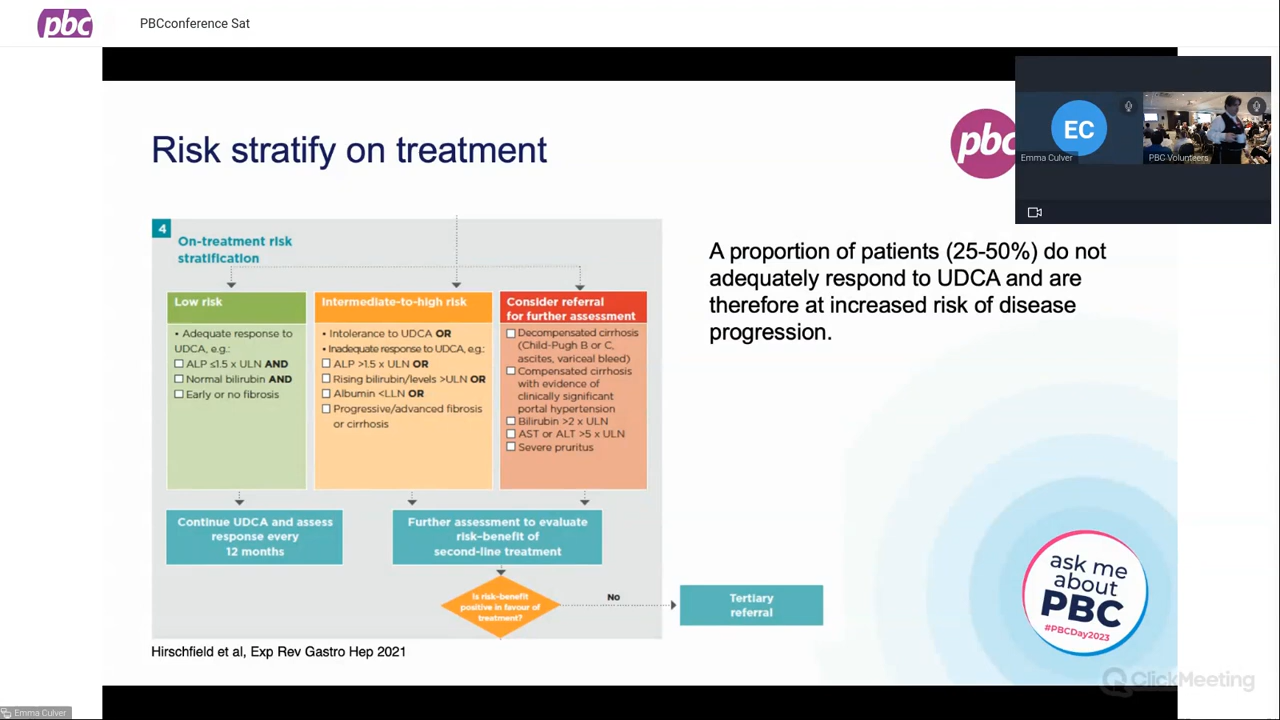 pbc
PBCconference Sat
Risk stratify on treatment
pbc
EC
Emma Culver
PBC Volunteers
4
On-treatment risk
stratification
Low risk
• Adequate response to
UDCA, e.g.:
ALP ≤1.5 x ULN AND
Normal bilirubin AND
Early or no fibrosis
Intermediate-to-high risk
• Intolerance to UDCA OR
• Inadequate response to UDCA, e.g.:
ALP >1.5 x ULN OR
Rising bilirubin/levels >ULN OR
Albumin <LLN OR
Progressive/advanced fibrosis
or cirrhosis
Consider referral
for further assessment
Decompensated cirrhosis
(Child-Pugh B or C,
ascites, variceal bleed)
Compensated cirrhosis
with evidence of
clinically significant
portal hypertension
Bilirubin >2 x ULN
AST or ALT >5 x ULN
Severe pruritus
Continue UDCA and assess
response every
12 months
Further assessment to evaluate
risk–benefit of
second-line treatment
Is risk-benefit
positive in favour of
treatment?
No
Tertiary
referral
A proportion of patients (25-50%) do not
adequately respond to UDCA and are
therefore at increased risk of disease
progression.
Hirschfield et al, Exp Rev Gastro Hep 2021
ask me
about
PBC
#PBCDay2023
ClickMeeting
Emma Culver